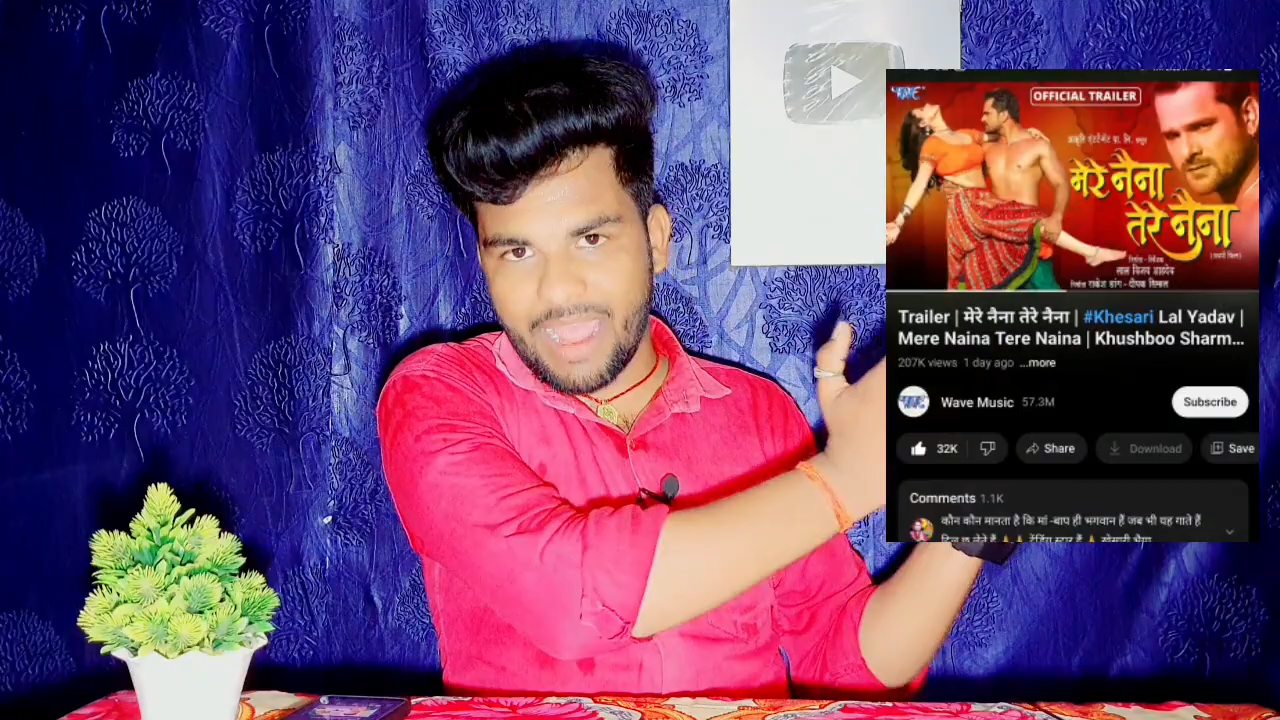 OFFICIAL TRAILER
मेरे नैना
तेरे नैना
Trailer | मेरे नैना तेरे नैना | #Khesari Lal Yadav |
Mere Naina Tere Naina | Khushboo Sharm...
207K views 1 day ago ...more
Wave Music 57.3M
Subscribe
32K
Share
Download
Save
Comments 1.1K
कौन कौन मानता है कि मां -बाप ही भगवान हैं जब भी यह गाते हैं